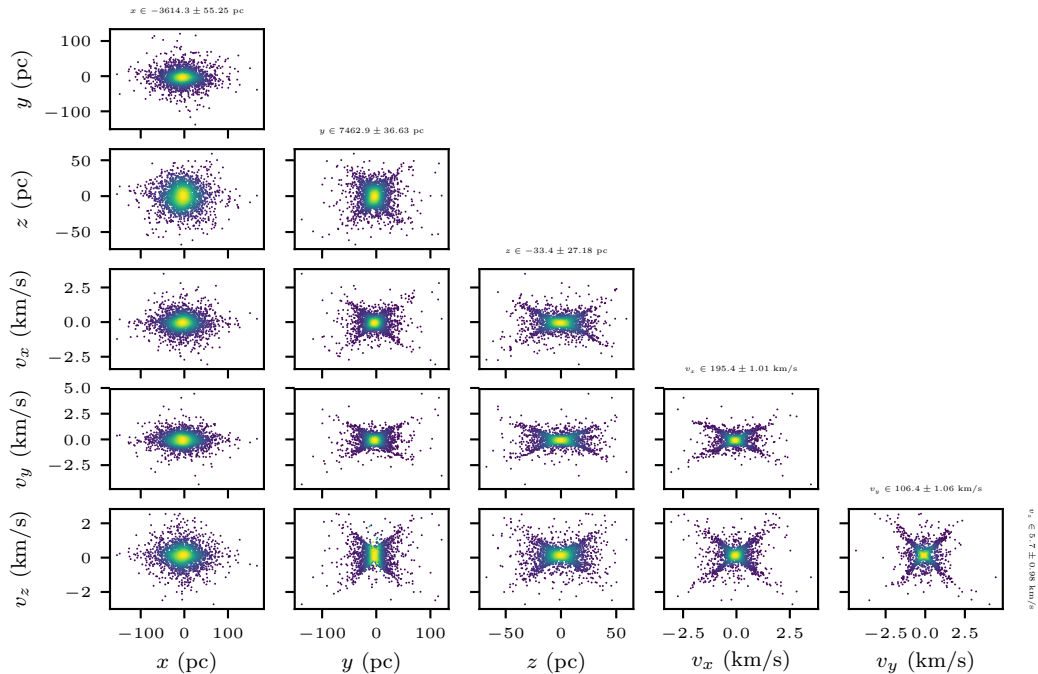 x ∈ −3614.3 ± 55.25 pc
y (pc)
100
0
−100
y ∈ 7462.9 ± 36.63 pc
z (pc)
50
0
−50
z ∈ −33.4 ± 27.18 pc
v_x (km/s)
2.5
0.0
−2.5
v_x ∈ 195.4 ± 1.01 km/s
v_y (km/s)
5.0
2.5
0.0
−2.5
v_y ∈ 106.4 ± 1.06 km/s
v_z (km/s)
2
0
−2
v_z ∈ 5.7 ± 0.98 km/s
−100 0 100 −100 0 100 −50 0 50 −2.5 0.0 2.5 −2.5 0.0 2.5
x (pc) y (pc) z (pc) v_x (km/s) v_y (km/s)